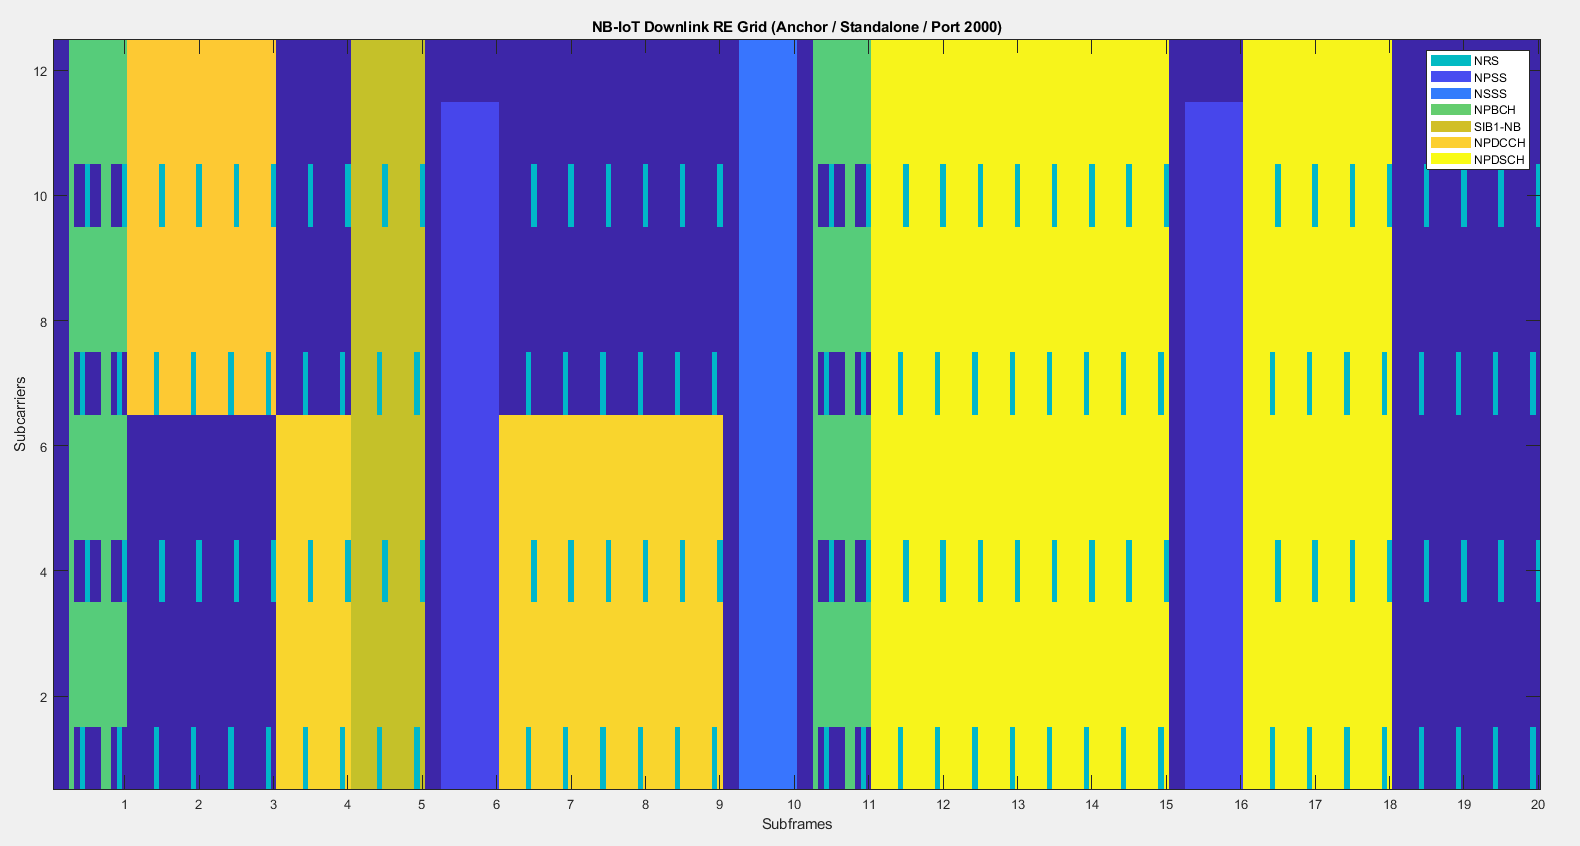 NB-IoT Downlink RE Grid (Anchor / Standalone / Port 2000)
NRS
NPSS
NSSS
NPBCH
SIB1-NB
NPDCCH
NPDSCH
12
10
8
6
4
2
Subcarriers
1 2 3 4 5 6 7 8 9 10 11 12 13 14 15 16 17 18 19 20
Subframes